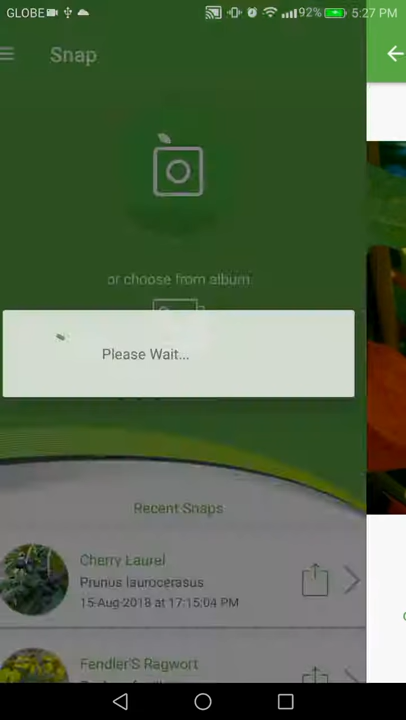 GLOBE 92% 5:27 PM
Snap
or choose from album
Please Wait...
Recent Snaps
Cherry Laurel
Prunus laurocerasus
15-Aug-2018 at 17:15:04 PM
Fendler'S Ragwort